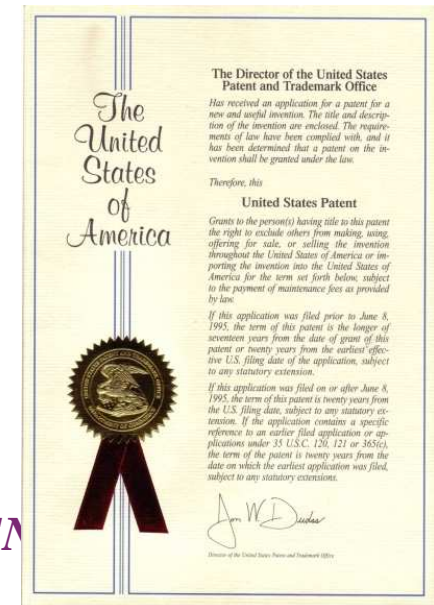 The
United
States
of
America
The Director of the United States
Patent and Trademark Office
Has received an application for a patent for a
new and useful invention. The title and descrip-
tion of the invention are enclosed. The require-
ments of law have been complied with, and it
has been determined that a patent on the in-
vention shall be granted under the law.
Therefore, this
United States Patent
Grants to the person(s) having title to this patent
the right to exclude others from making, using,
offering for sale, or selling the invention
throughout the United States of America or im-
porting the invention into the United States of
America for the term set forth below, subject
to the payment of maintenance fees as provided
by law.
If this application was filed prior to June 8,
1995, the term of this patent is the longer of
seventeen years from the date of grant of this
patent or twenty years from the earliest effec-
tive U.S. filing date of the application, subject
to any statutory extension.
If this application was filed on or after June 8,
1995, the term of this patent is twenty years from
the U.S. filing date, subject to any statutory ex-
tension. If the application contains a specific
reference to an earlier filed application or ap-
plications under 35 U.S.C. 120, 121 or 365(c),
the term of the patent is twenty years from the
date on which the earliest application was filed,
subject to any statutory extensions.
Jon W Dudas
Director of the United States Patent and Trademark Office